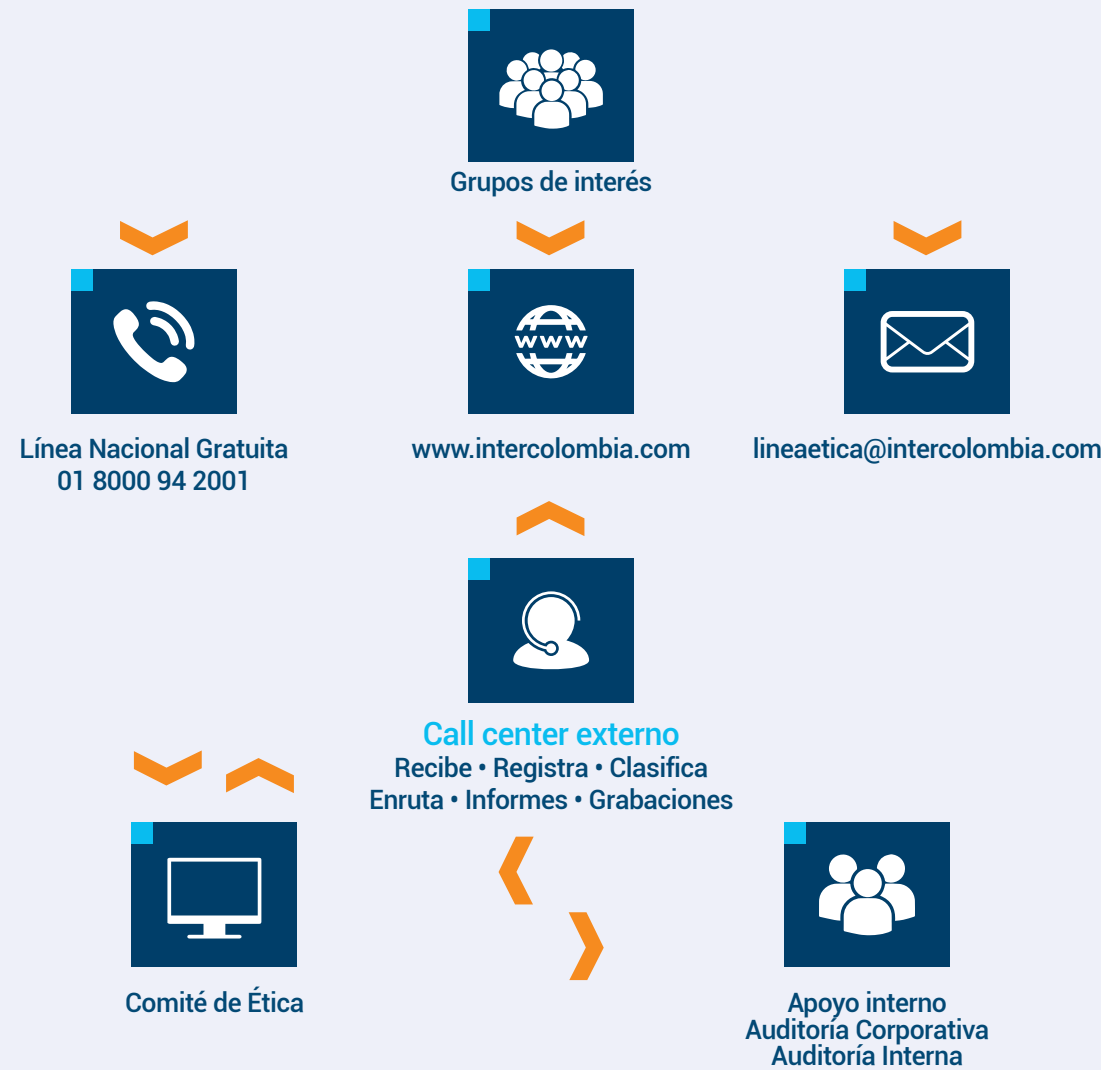 Grupos de interés
www
Línea Nacional Gratuita
01 8000 94 2001
www.intercolombia.com
lineaetica@intercolombia.com
Call center externo
Recibe • Registra • Clasifica
Enruta • Informes • Grabaciones
Comité de Ética
Apoyo interno
Auditoría Corporativa
Auditoría Interna